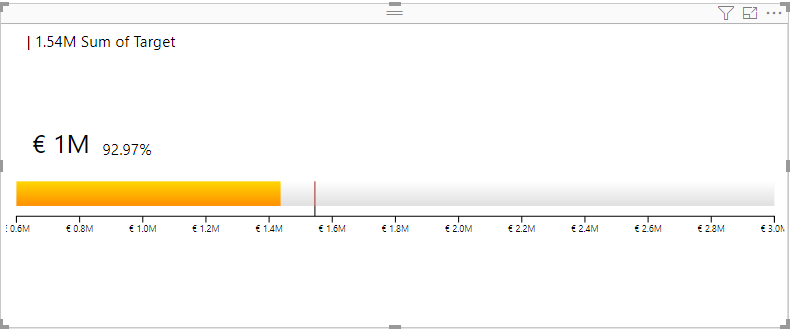 | 1.54M Sum of Target
€ 1M 92.97%
€ 0.6M € 0.8M € 1.0M € 1.2M € 1.4M € 1.6M € 1.8M € 2.0M € 2.2M € 2.4M € 2.6M € 2.8M € 3.0M